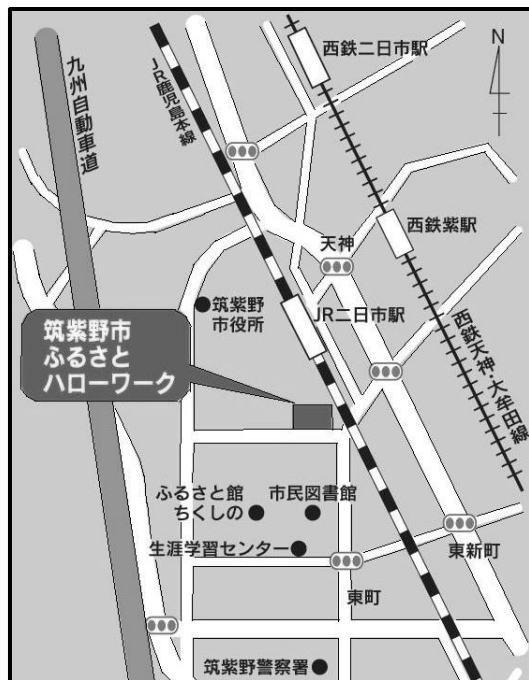 西鉄二日市駅
N
九州自動車道
JR鹿児島本線
西鉄紫駅
天神
筑紫野
市役所
JR二日市駅
筑紫野市
ふるさと
ハローワーク
西鉄天神・大牟田線
ふるさと館
ちくしの
市民図書館
生涯学習センター
東新町
東町
筑紫野警察署